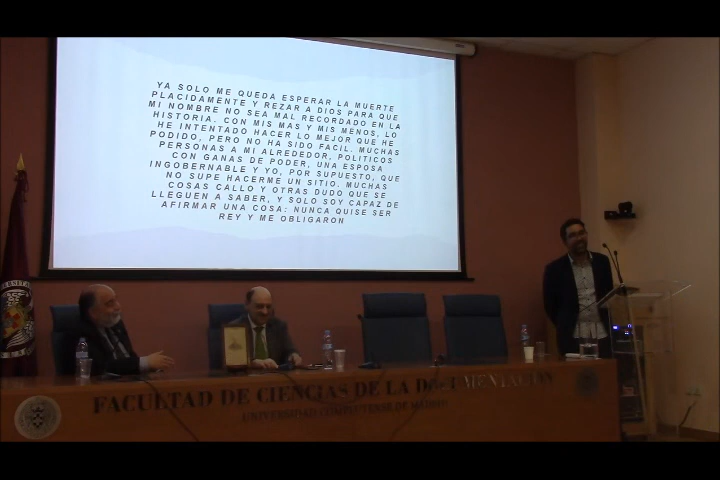 YA SOLO ME QUEDA ESPERAR LA MUERTE
PLACIDAMENTE Y REZAR A DIOS PARA QUE
MI NOMBRE NO SEA MAL RECORDADO EN LA
HISTORIA. CON MIS MAS Y MIS MENOS, LO
HE INTENTADO HACER LO MEJOR QUE HE
PODIDO, PERO NO HA SIDO FACIL. MUCHAS
PERSONAS A MI ALREDEDOR, POLITICOS
CON GANAS DE PODER, UNA ESPOSA
INGOBERNABLE Y YO, POR SUPUESTO, QUE
NO SUPE HACERME UN SITIO. MUCHAS
COSAS CALLO Y OTRAS DUDO QUE SE
LLEGUEN A SABER, Y SOLO SOY CAPAZ DE
AFIRMAR UNA COSA: NUNCA QUISE SER
REY Y ME OBLIGARON
FACULTAD DE CIENCIAS DE LA DOCUMENTACIÓN
UNIVERSIDAD COMPLUTENSE DE MADRID